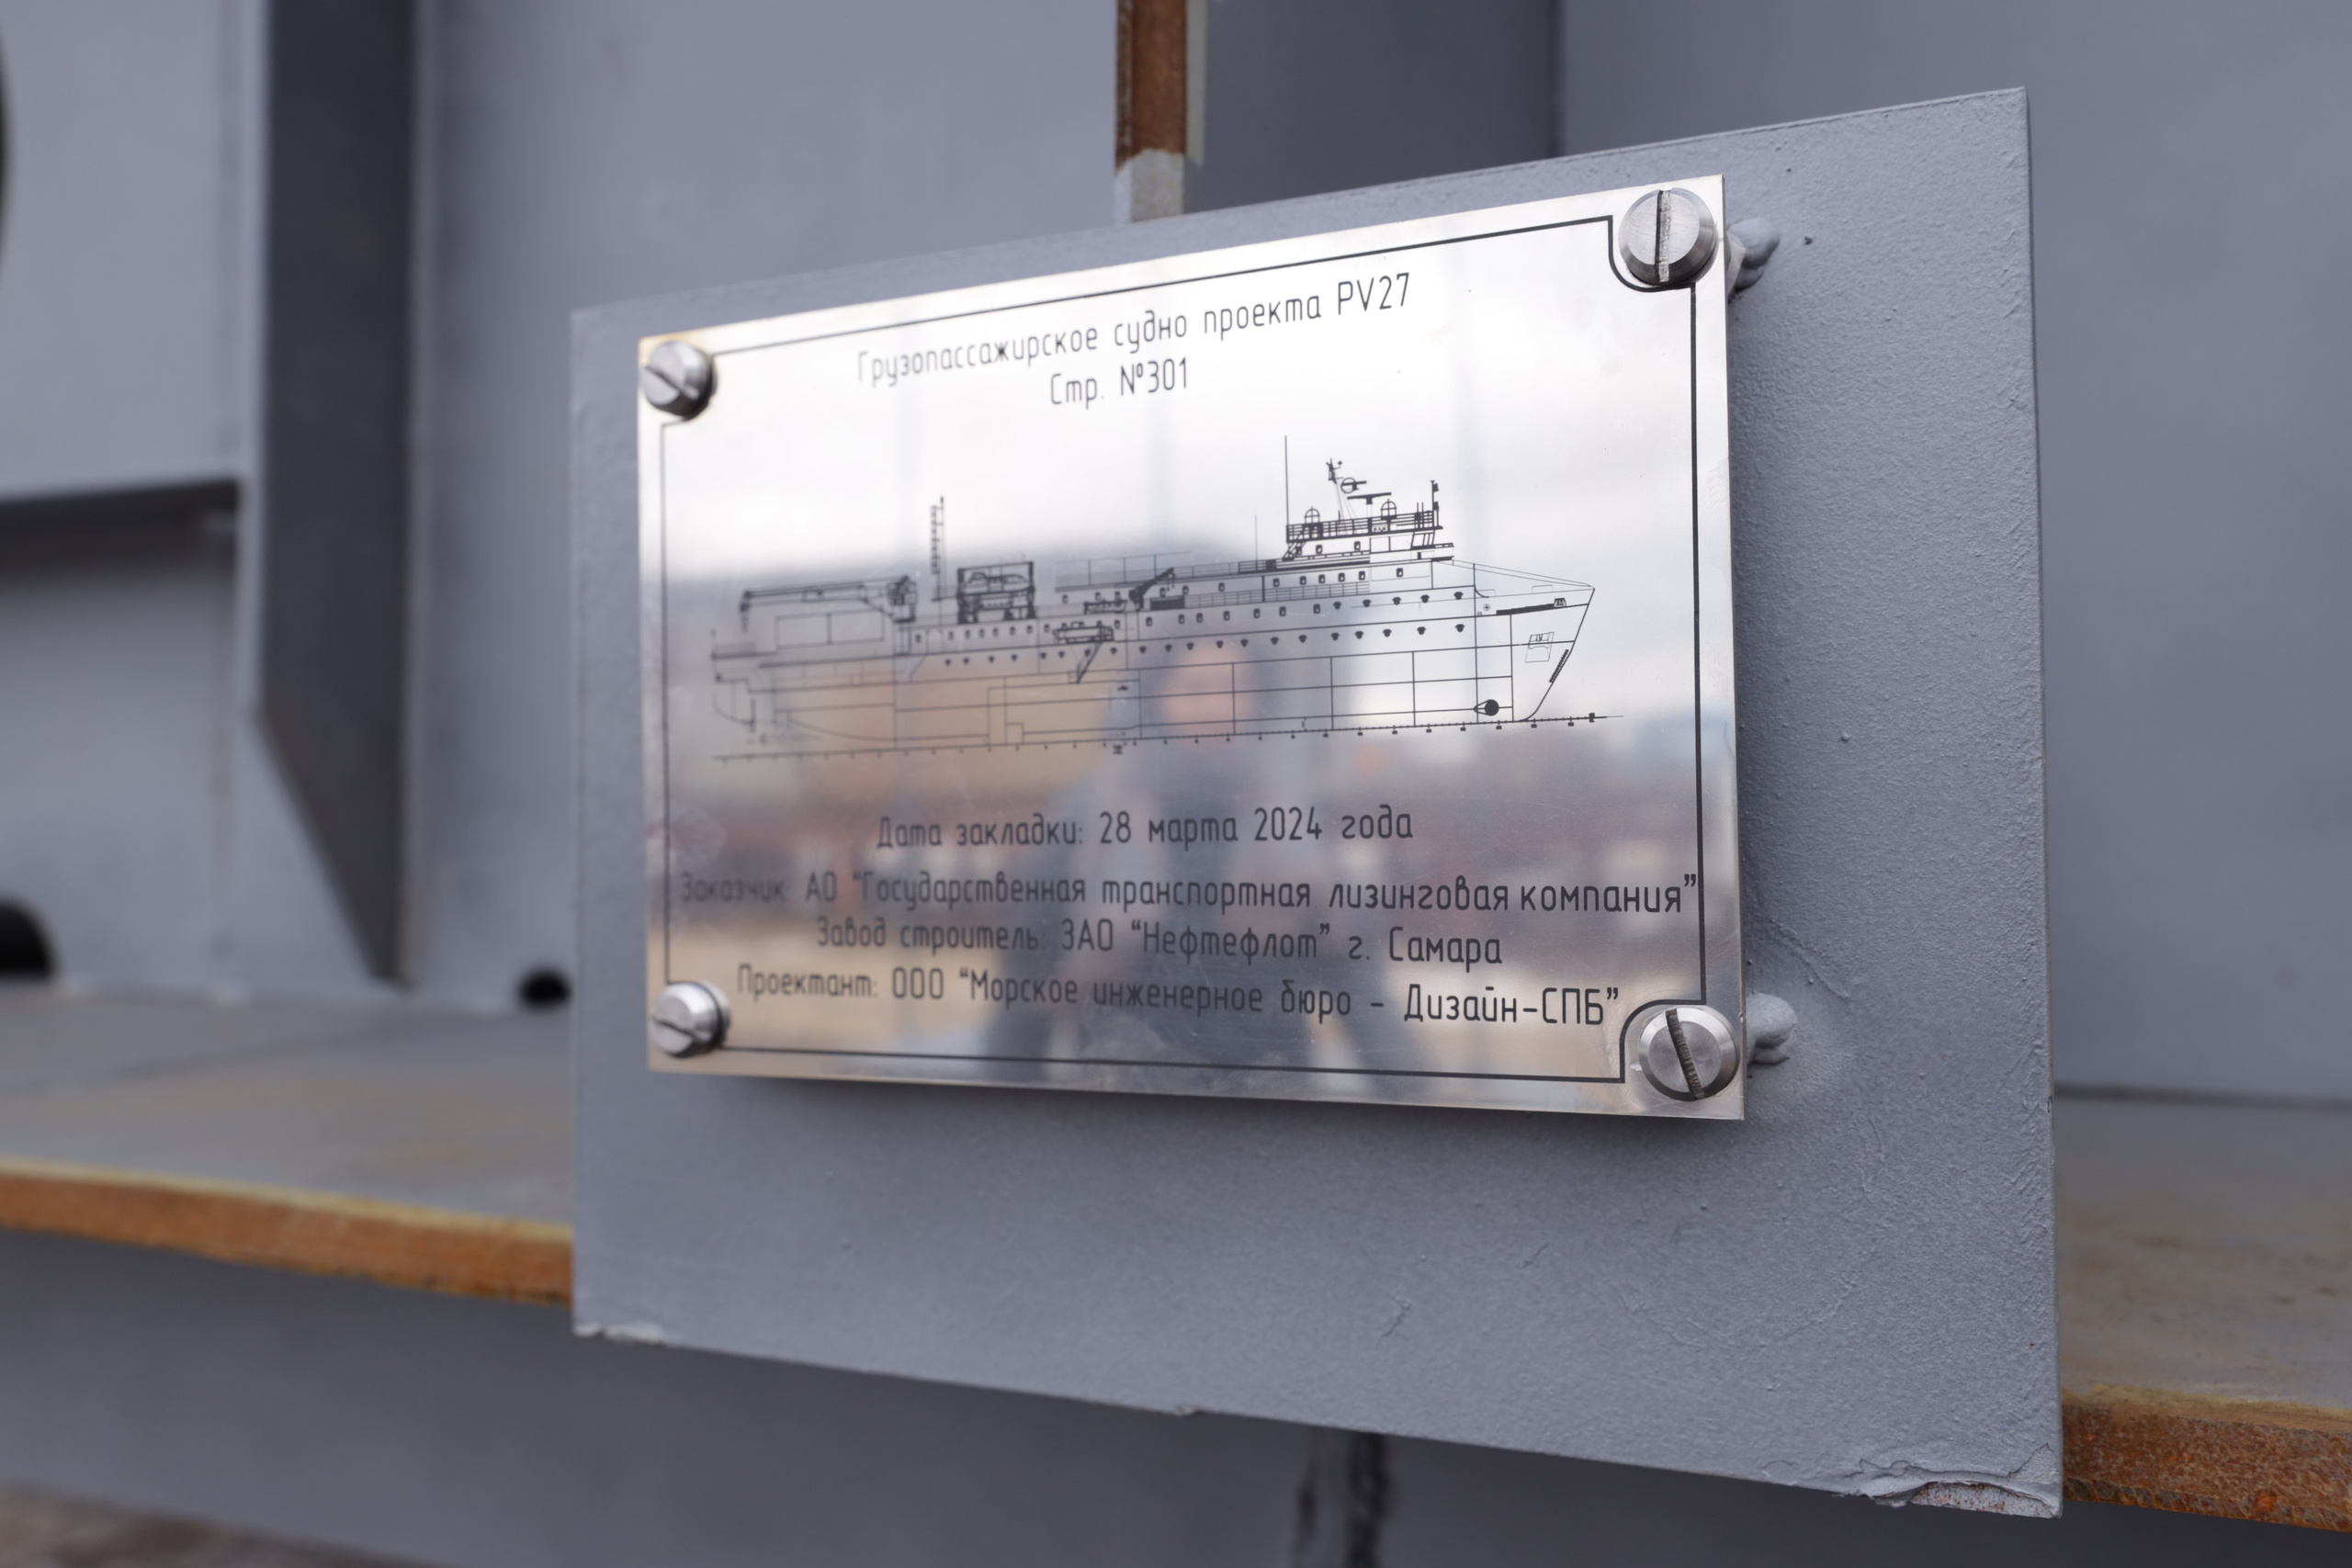 Грузопассажирское судно проекта PV27
Стр. №301
Дата закладки: 28 марта 2024 года
Заказчик: АО “Государственная транспортная лизинговая компания”
Завод строитель: ЗАО “Нефтефлот” г. Самара
Проектант: ООО “Морское инженерное бюро - Дизайн-СПБ”